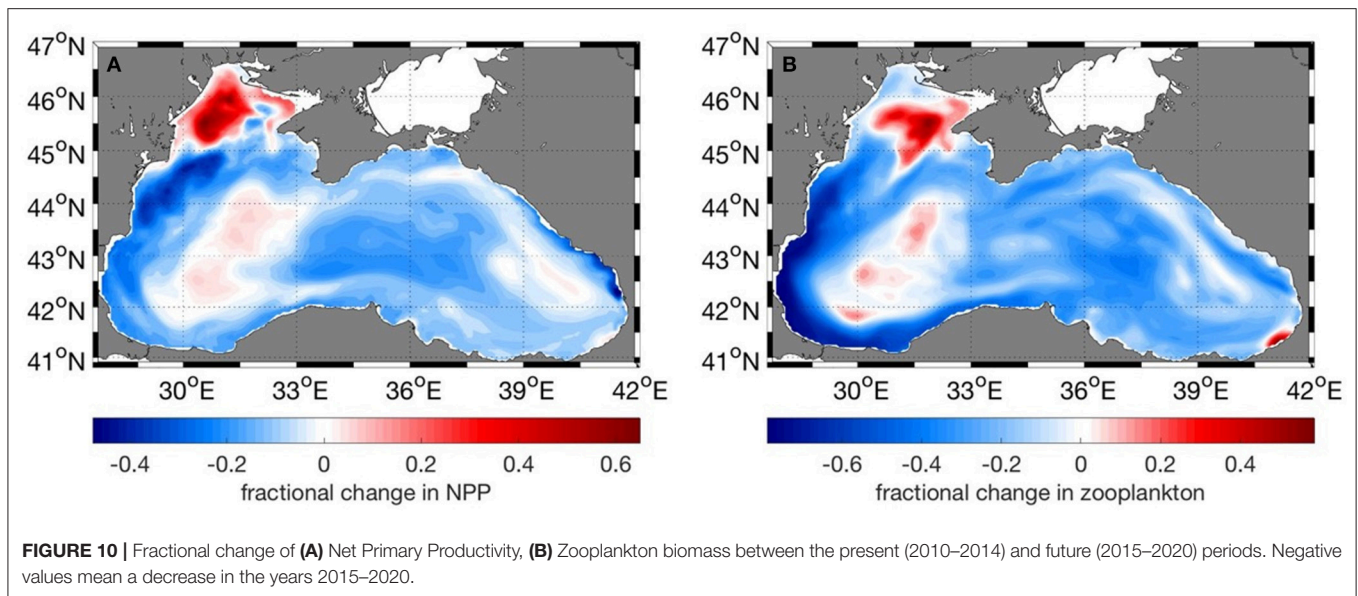 A
47°N
46°N
45°N
44°N
43°N
42°N
41°N
30°E 33°E 36°E 39°E 42°E
-0.4 -0.2 0 0.2 0.4 0.6
fractional change in NPP
B
47°N
46°N
45°N
44°N
43°N
42°N
41°N
30°E 33°E 36°E 39°E 42°E
-0.6 -0.4 -0.2 0 0.2 0.4
fractional change in zooplankton
FIGURE 10 | Fractional change of (A) Net Primary Productivity, (B) Zooplankton biomass between the present (2010–2014) and future (2015–2020) periods. Negative
values mean a decrease in the years 2015–2020.